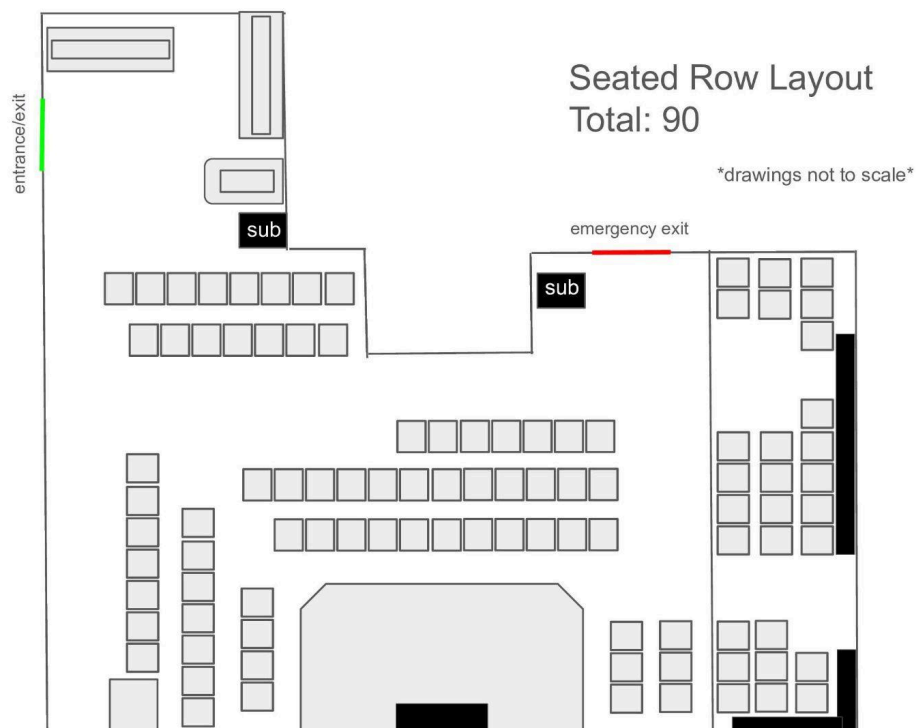 Seated Row Layout
Total: 90
*drawings not to scale*
entrance/exit
sub
emergency exit
sub